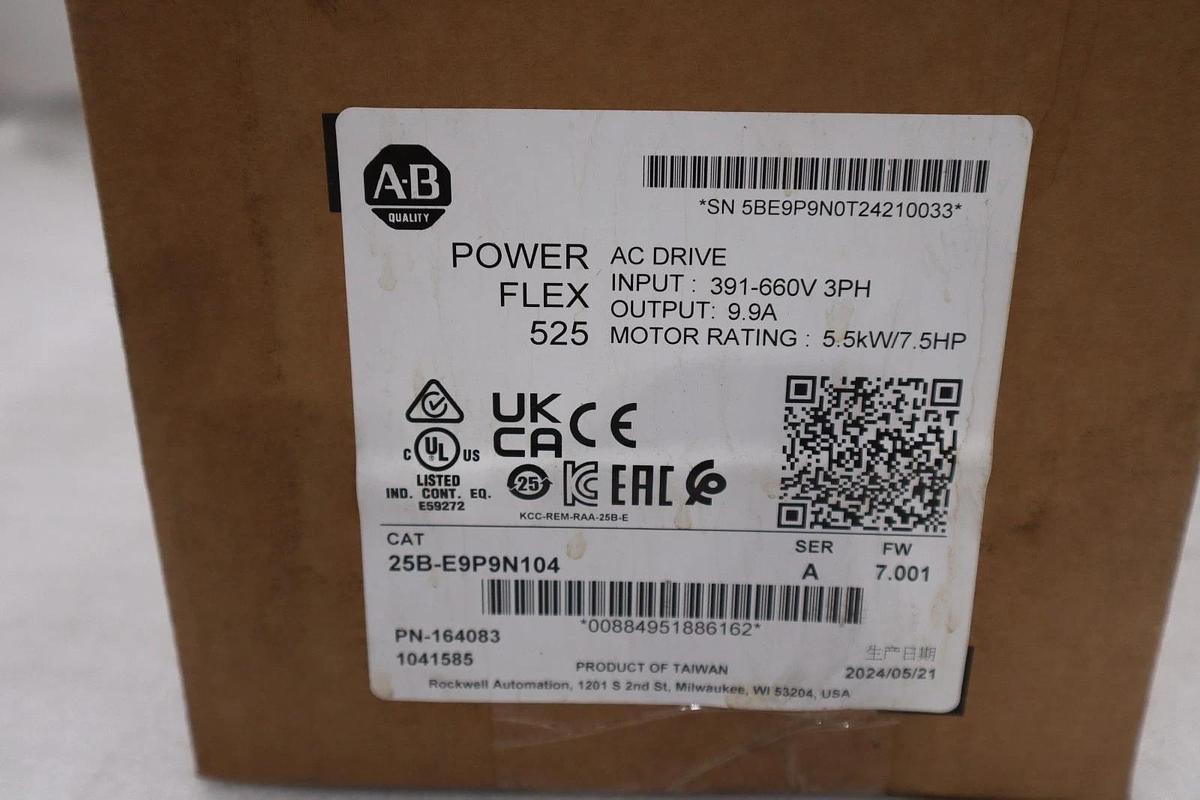 A·B
QUALITY
*SN 5BE9P9N0T24210033*
POWER
FLEX
525
AC DRIVE
INPUT : 391-660V 3PH
OUTPUT: 9.9A
MOTOR RATING : 5.5kW/7.5HP
UK
CA
CE
C UL US
LISTED
IND. CONT. EQ.
E59272
25
KC
EAC
KCC-REM-RAA-25B-E
CAT
25B-E9P9N104
SER
A
FW
7.001
*00884951886162*
PN-164083
1041585
PRODUCT OF TAIWAN
Rockwell Automation, 1201 S 2nd St, Milwaukee, WI 53204, USA
生产日期
2024/05/21